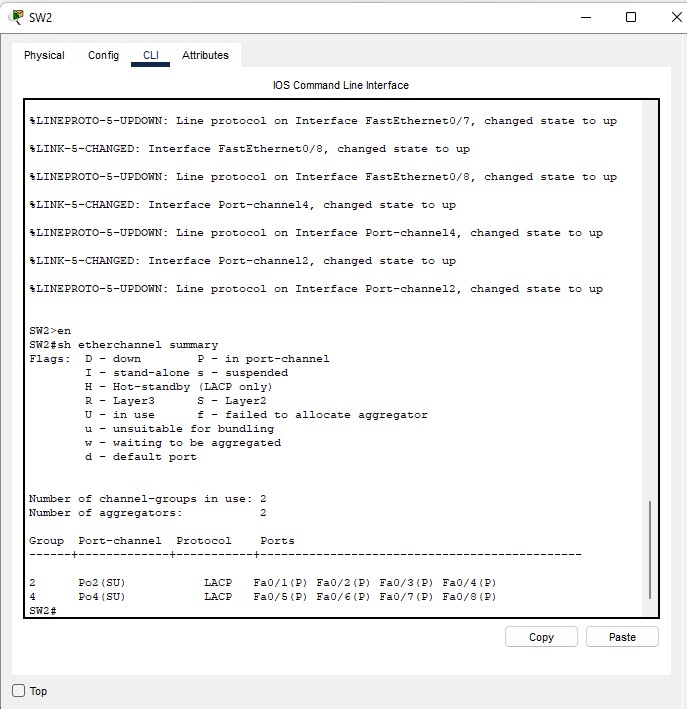 SW2
Physical Config CLI Attributes
IOS Command Line Interface
%LINEPROTO-5-UPDOWN: Line protocol on Interface FastEthernet0/7, changed state to up
%LINK-5-CHANGED: Interface FastEthernet0/8, changed state to up
%LINEPROTO-5-UPDOWN: Line protocol on Interface FastEthernet0/8, changed state to up
%LINK-5-CHANGED: Interface Port-channel4, changed state to up
%LINEPROTO-5-UPDOWN: Line protocol on Interface Port-channel4, changed state to up
%LINK-5-CHANGED: Interface Port-channel2, changed state to up
%LINEPROTO-5-UPDOWN: Line protocol on Interface Port-channel2, changed state to up
SW2>en
SW2#sh etherchannel summary
Flags:  D - down        P - in port-channel
        I - stand-alone s - suspended
        H - Hot-standby (LACP only)
        R - Layer3      S - Layer2
        U - in use      f - failed to allocate aggregator
        u - unsuitable for bundling
        w - waiting to be aggregated
        d - default port
Number of channel-groups in use: 2
Number of aggregators:           2
Group  Port-channel  Protocol    Ports
------+-------------+-----------+----------------------------------------------
2      Po2(SU)           LACP   Fa0/1(P) Fa0/2(P) Fa0/3(P) Fa0/4(P)
4      Po4(SU)           LACP   Fa0/5(P) Fa0/6(P) Fa0/7(P) Fa0/8(P)
SW2#
Copy Paste
Top